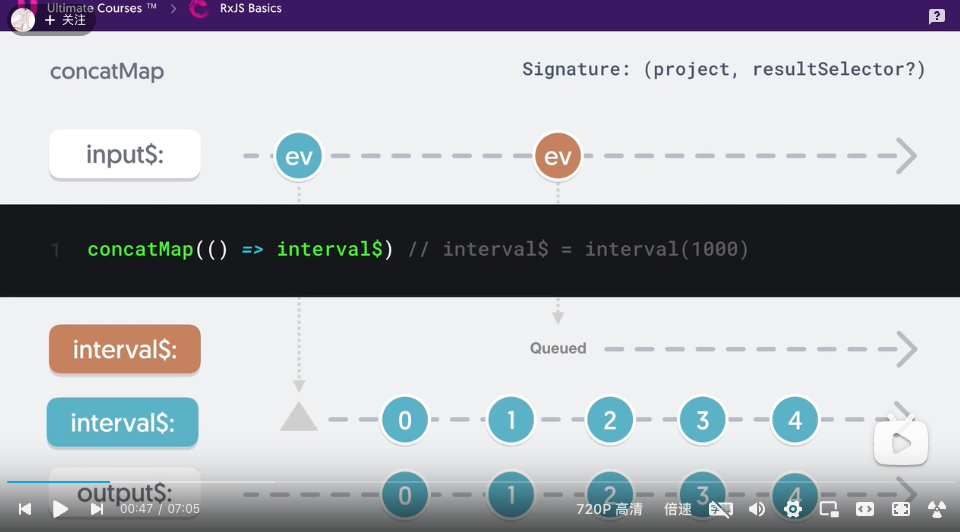 Ultimate Courses ™ RxJS Basics
+ 关注
concatMap
Signature: (project, resultSelector?)
input$:
ev
ev
1 concatMap(() => interval$) // interval$ = interval(1000)
interval$:
Queued
interval$:
0 1 2 3 4
output$:
0 1 2 3 4
00:47 / 07:05
720P 高清
倍速